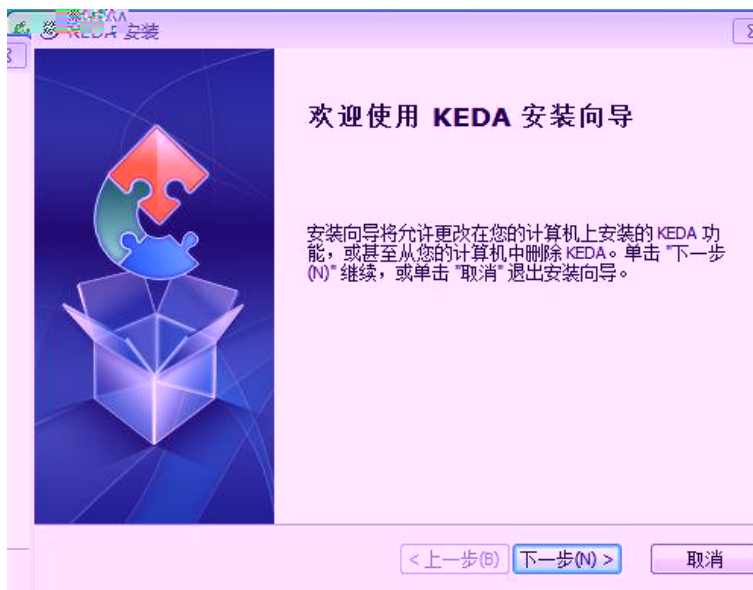 KEDA 安装
欢迎使用 KEDA 安装向导
安装向导将允许更改在您的计算机上安装的 KEDA 功
能，或甚至从您的计算机中删除 KEDA。单击 "下一步
(N)" 继续，或单击 "取消" 退出安装向导。
< 上一步(B)
下一步(N) >
取消